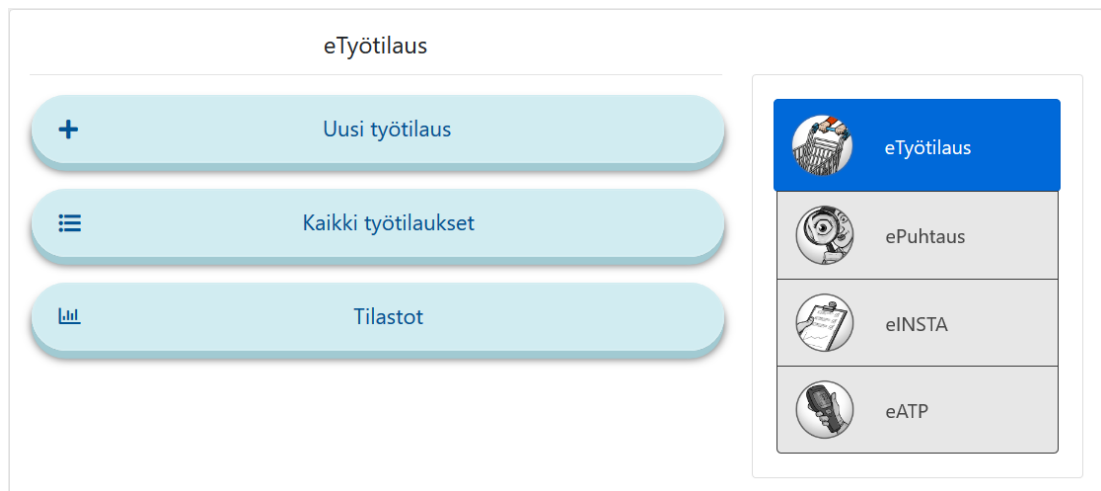 eTyötilaus
Uusi työtilaus
Kaikki työtilaukset
Tilastot
eTyötilaus
ePuhtaus
eINSTA
eATP